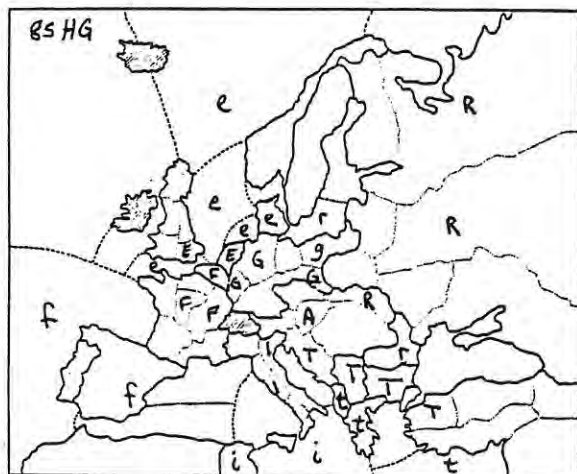 85 HG
e R
e
e e r R
E E G g
e F G G
F R
f F A
I T r
T
I T
f t
t T
i i t